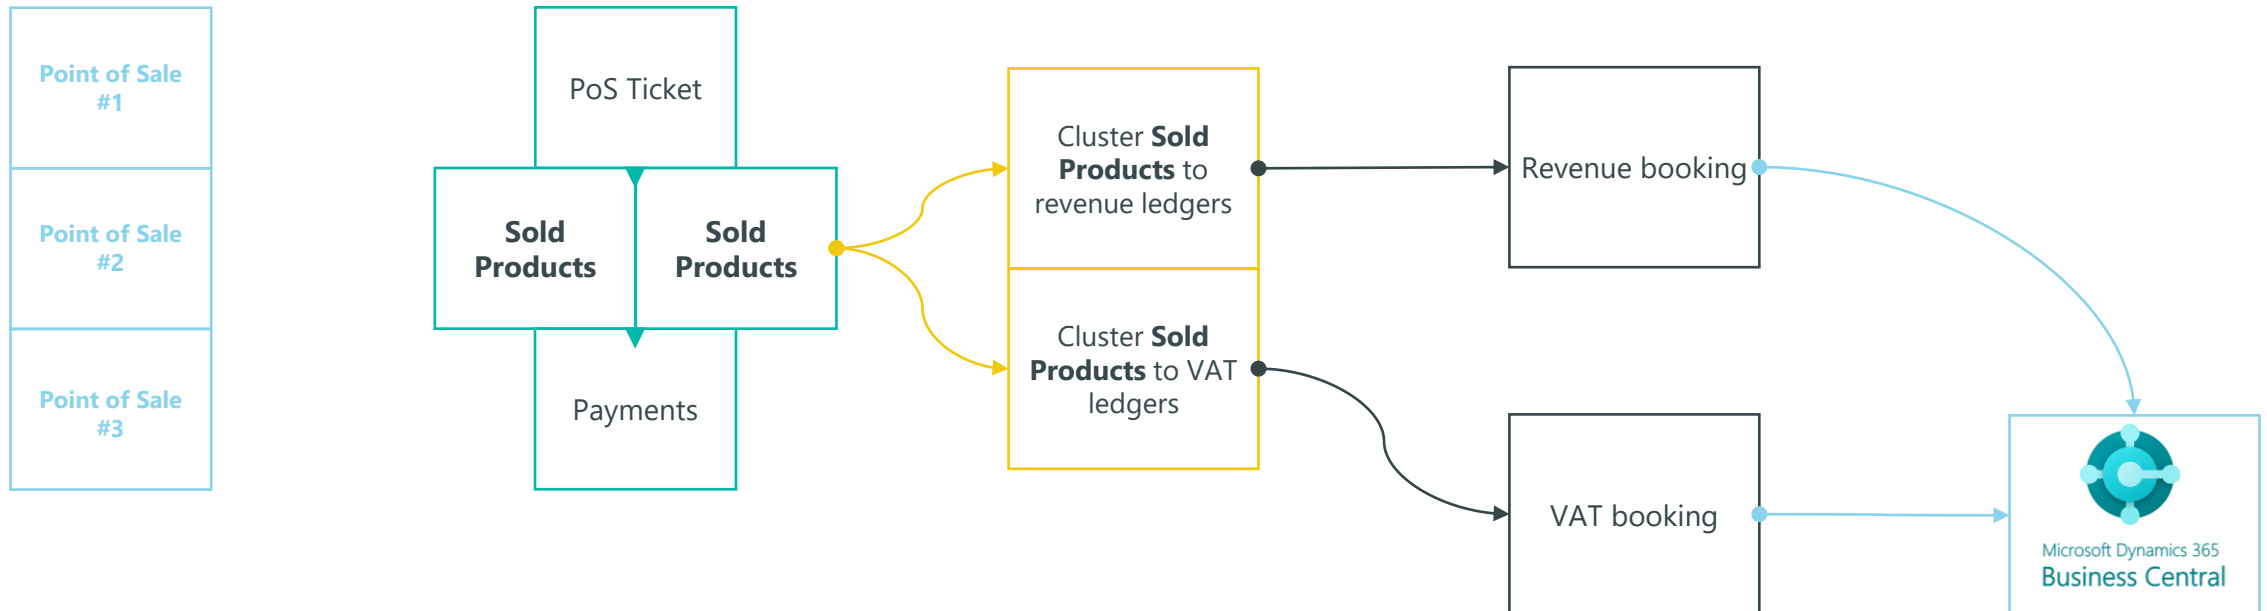 Point of Sale
#1
Point of Sale
#2
Point of Sale
#3
PoS Ticket
Sold
Products
Sold
Products
Payments
Cluster Sold
Products to
revenue ledgers
Cluster Sold
Products to VAT
ledgers
Revenue booking
VAT booking
Microsoft Dynamics 365
Business Central